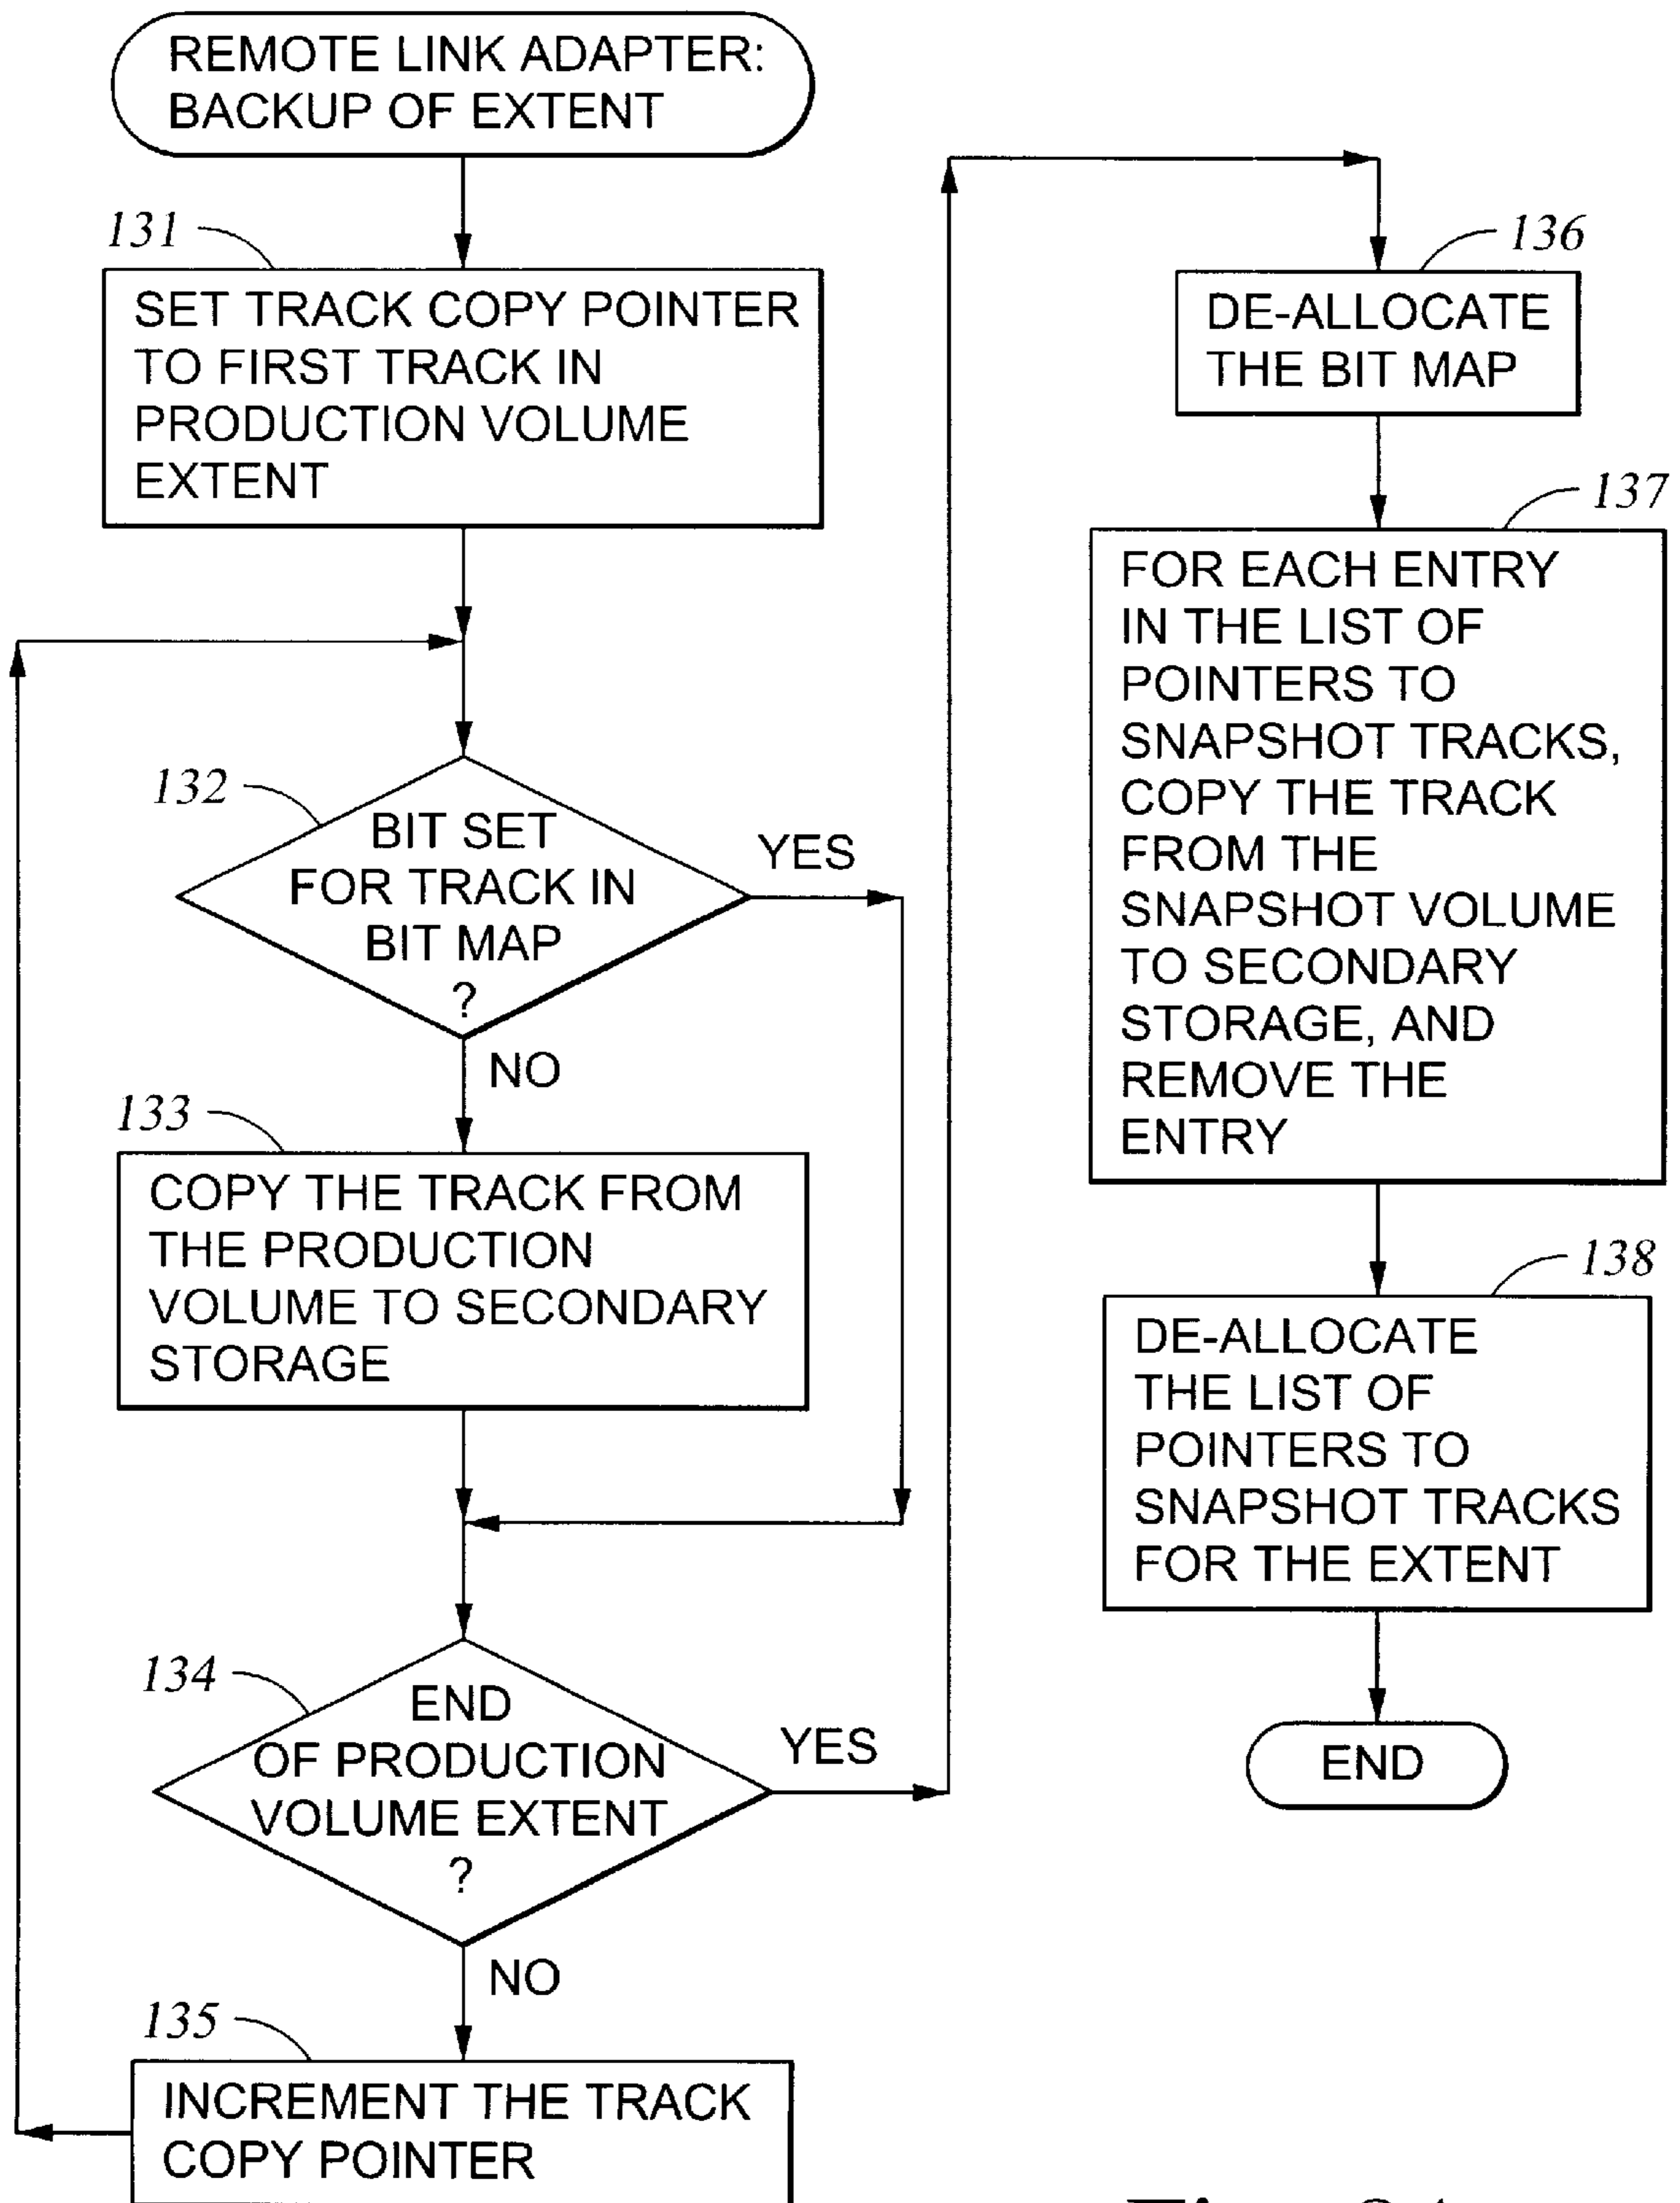 REMOTE LINK ADAPTER:
BACKUP OF EXTENT
131
SET TRACK COPY POINTER
TO FIRST TRACK IN
PRODUCTION VOLUME
EXTENT
132
BIT SET
FOR TRACK IN
BIT MAP
?
YES
NO
133
COPY THE TRACK FROM
THE PRODUCTION
VOLUME TO SECONDARY
STORAGE
134
END
OF PRODUCTION
VOLUME EXTENT
?
YES
NO
135
INCREMENT THE TRACK
COPY POINTER
136
DE-ALLOCATE
THE BIT MAP
137
FOR EACH ENTRY
IN THE LIST OF
POINTERS TO
SNAPSHOT TRACKS,
COPY THE TRACK
FROM THE
SNAPSHOT VOLUME
TO SECONDARY
STORAGE, AND
REMOVE THE
ENTRY
138
DE-ALLOCATE
THE LIST OF
POINTERS TO
SNAPSHOT TRACKS
FOR THE EXTENT
END